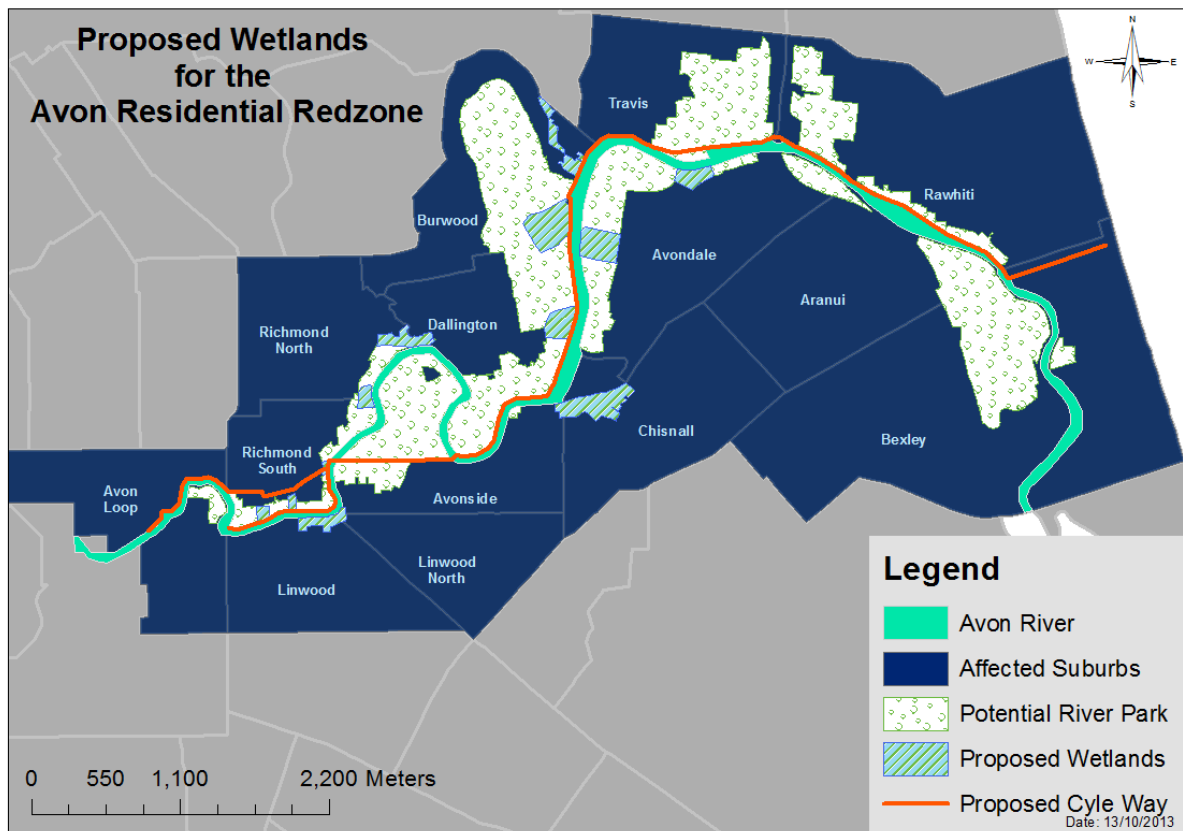 Proposed Wetlands
for the
Avon Residential Redzone
N
W
E
S
Travis
Burwood
Rawhiti
Avondale
Aranui
Dallington
Richmond
North
Chisnall
Bexley
Richmond
South
Avon
Loop
Avonside
Linwood
North
Linwood
Legend
Avon River
Affected Suburbs
Potential River Park
Proposed Wetlands
Proposed Cyle Way
0 550 1,100 2,200 Meters
Date: 13/10/2013